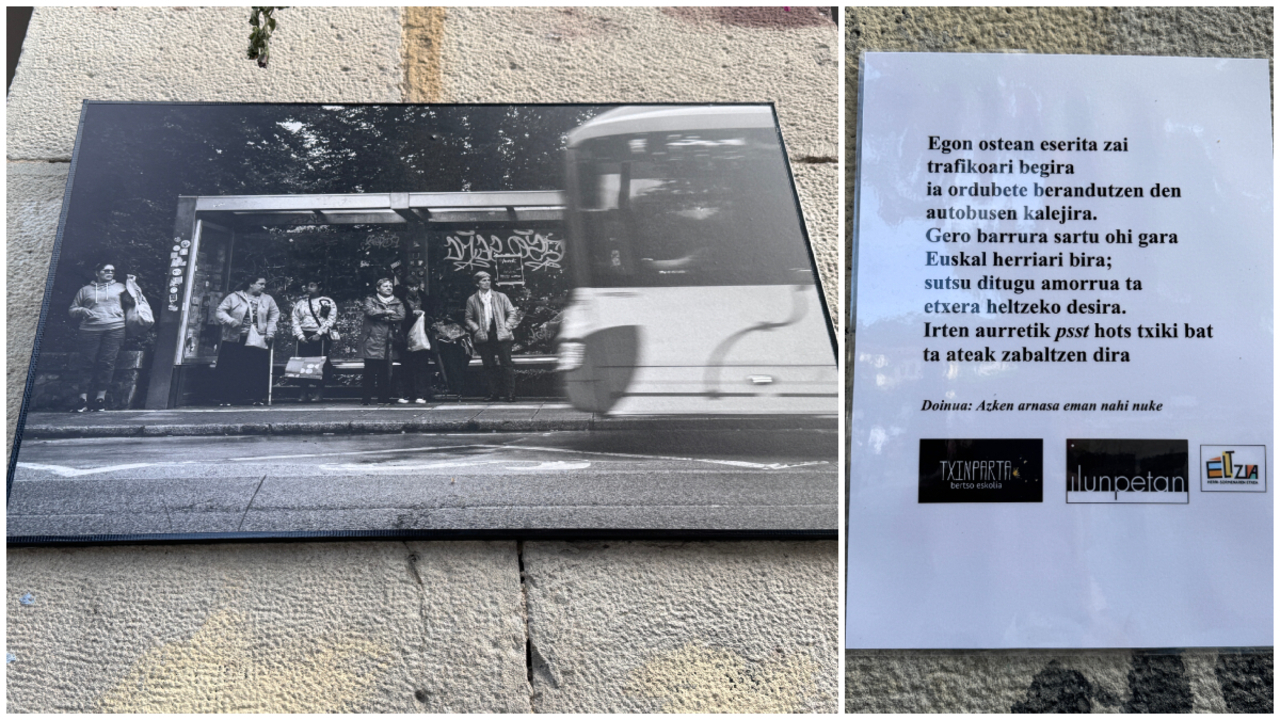 Egon ostean eserita zai
trafikoari begira
ia ordubete berandutzen den
autobusen kalejira.
Gero barrura sartu ohi gara
Euskal herriari bira;
sutsu ditugu amorrua ta
etxera heltzeko desira.
Irten aurretik psst hots txiki bat
ta ateak zabaltzen dira
Doinua: Azken arnasa eman nahi nuke
TXINPARTA
bertso eskolia
ilunpetan
ELTZIA